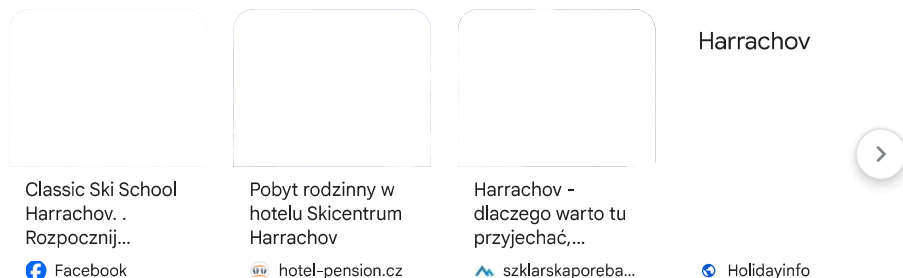 Harrachov
Classic Ski School
Harrachov. .
Rozpocznij...
Facebook
Pobyt rodzinny w
hotelu Skicentrum
Harrachov
hotel-pension.cz
Harrachov -
dlaczego warto tu
przyjechać,...
szklarskaporeba...
Holidayinfo